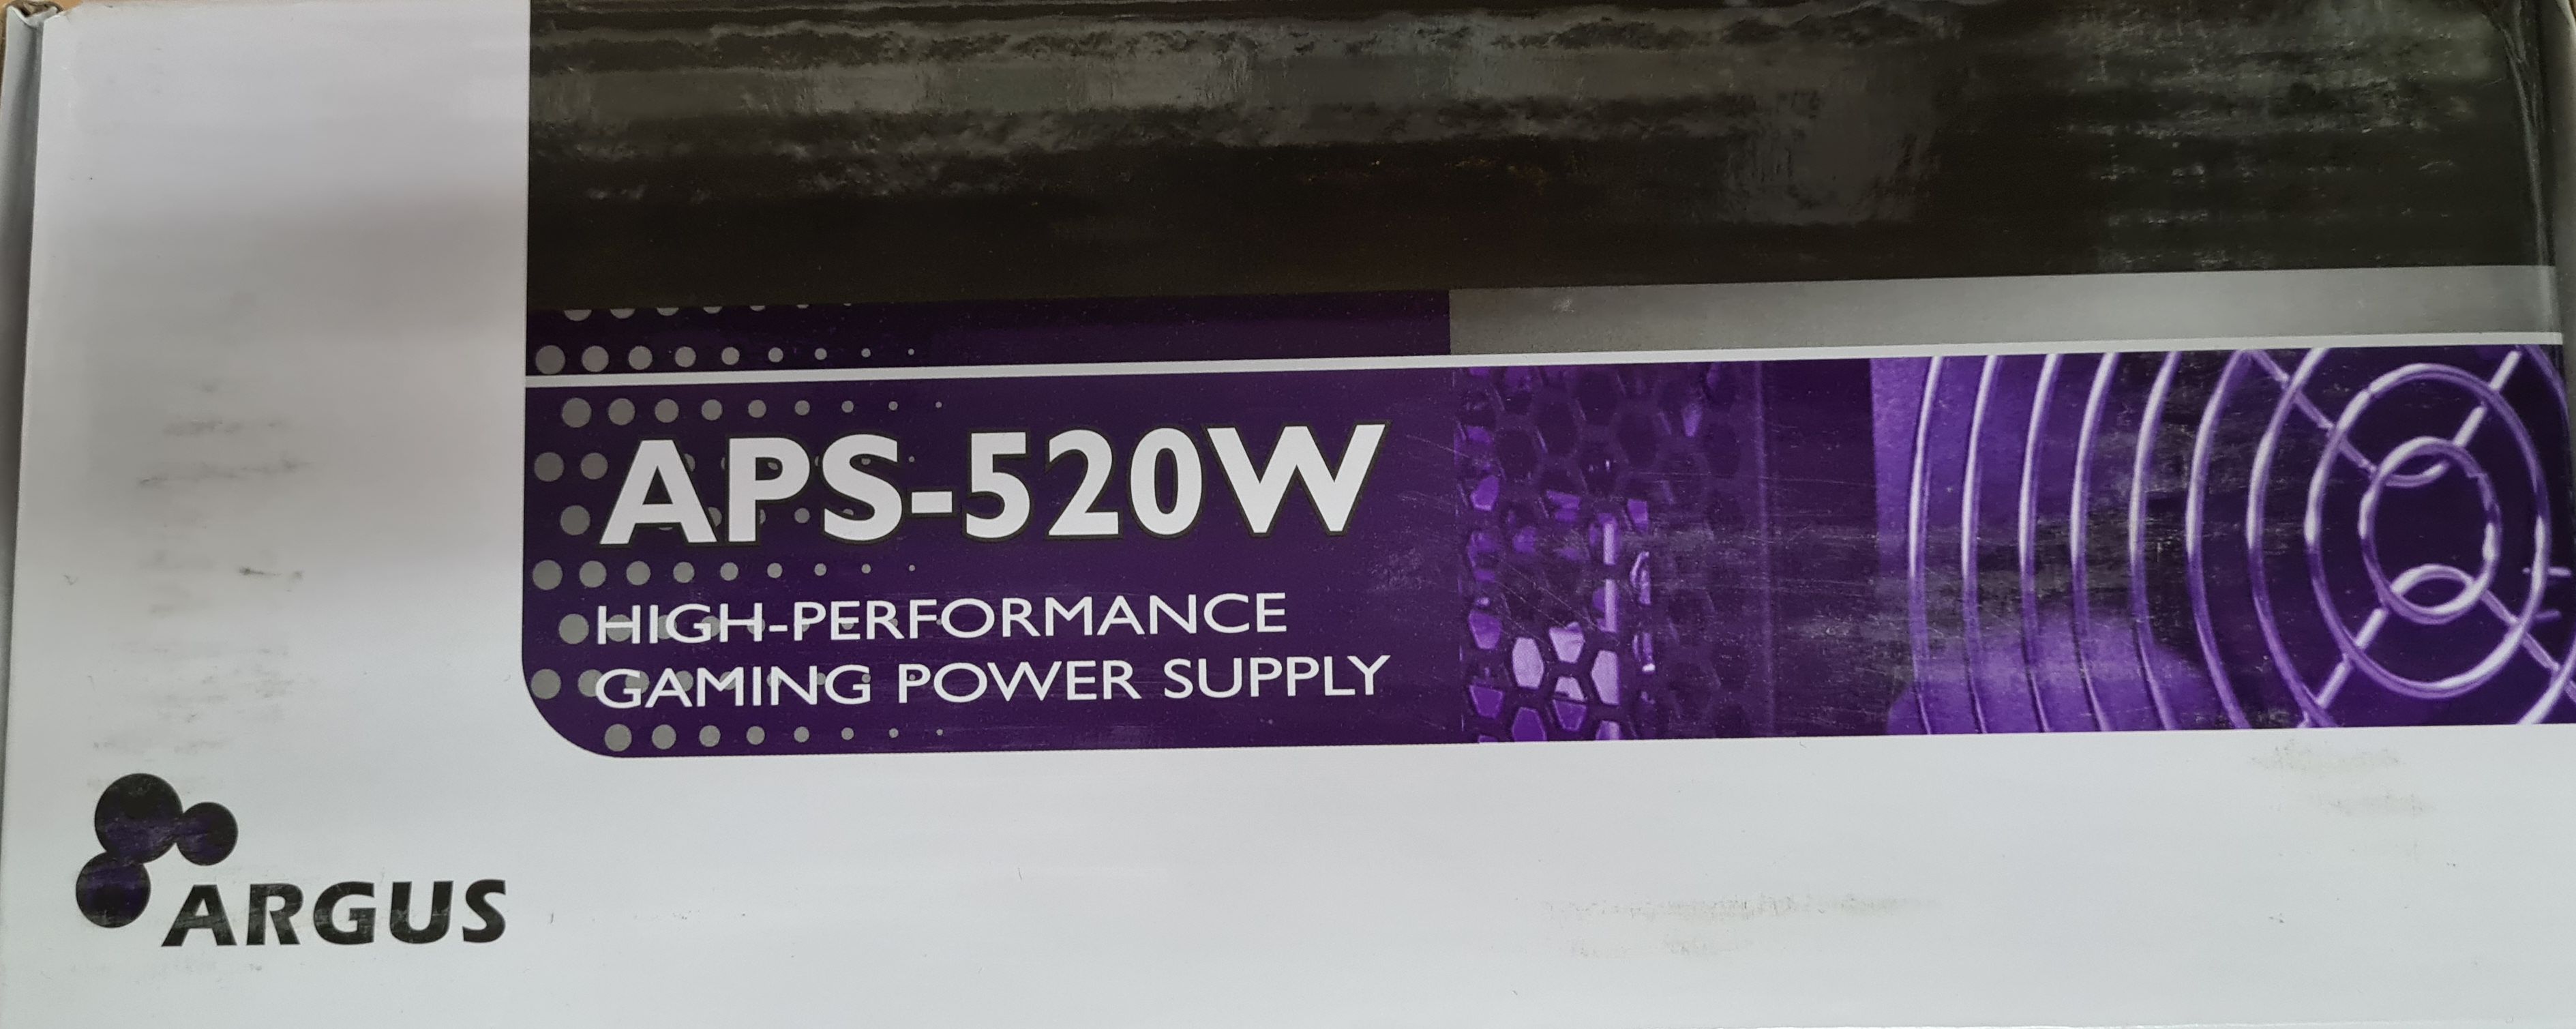 APS-520W
HIGH-PERFORMANCE
GAMING POWER SUPPLY
ARGUS